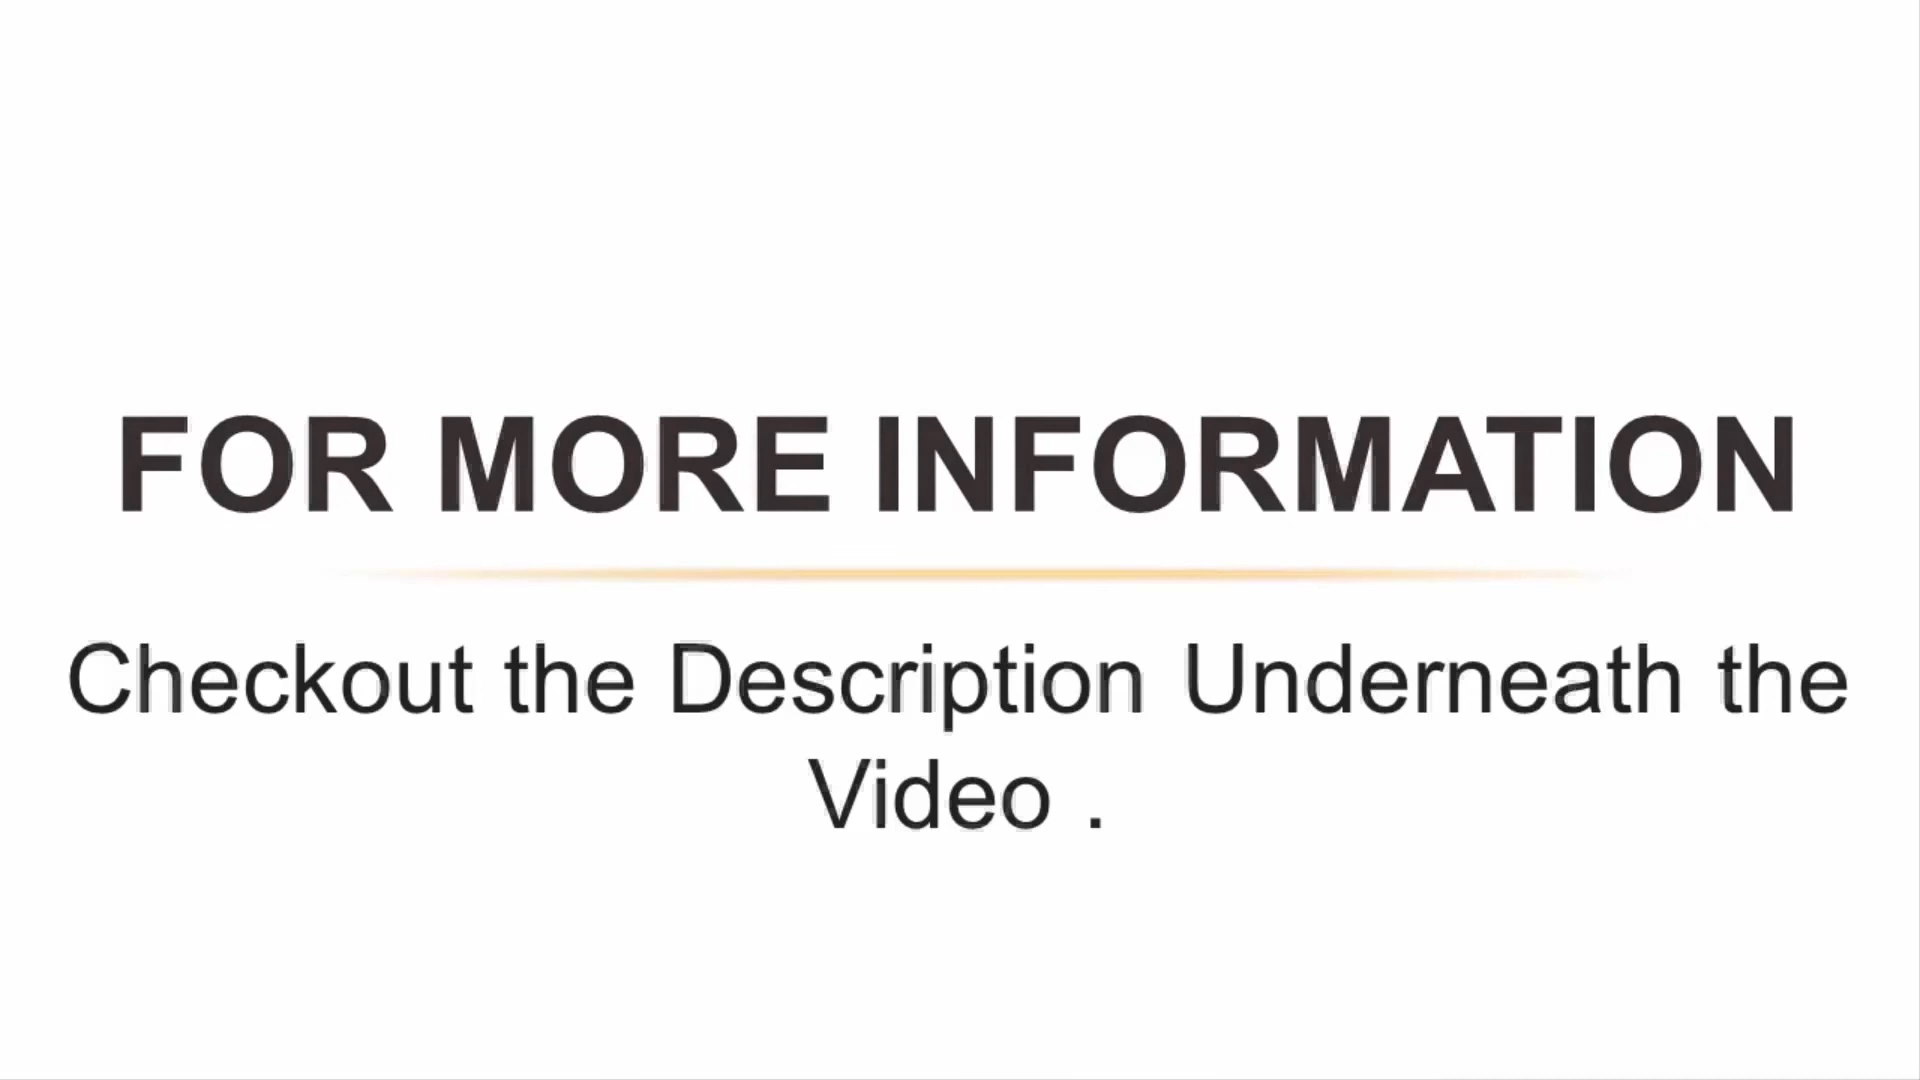 FOR MORE INFORMATION
Checkout the Description Underneath the
Video .